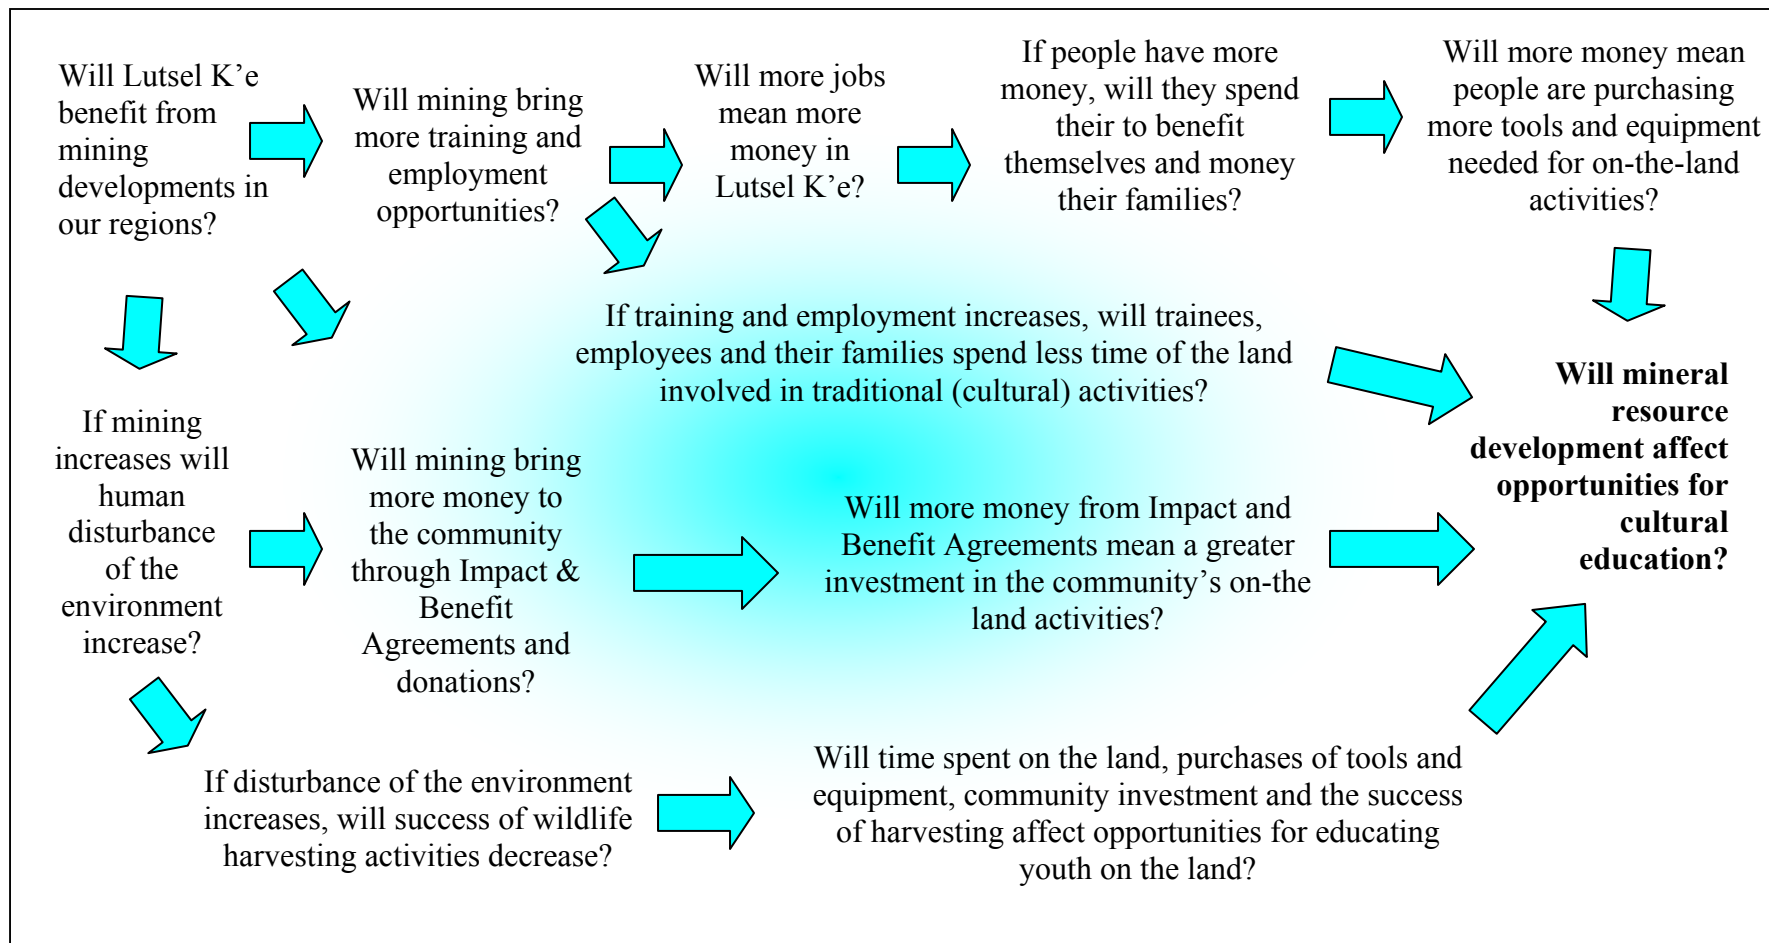 Will Lutsel K’e
benefit from
mining
developments in
our regions?
Will mining bring
more training and
employment
opportunities?
Will more jobs
mean more
money in
Lutsel K’e?
If people have more
money, will they spend
their to benefit
themselves and money
their families?
Will more money mean
people are purchasing
more tools and equipment
needed for on-the-land
activities?
If training and employment increases, will trainees,
employees and their families spend less time of the land
involved in traditional (cultural) activities?
Will mineral
resource
development affect
opportunities for
cultural
education?
If mining
increases will
human
disturbance
of the
environment
increase?
Will mining bring
more money to
the community
through Impact &
Benefit
Agreements and
donations?
Will more money from Impact and
Benefit Agreements mean a greater
investment in the community’s on-the
land activities?
If disturbance of the environment
increases, will success of wildlife
harvesting activities decrease?
Will time spent on the land, purchases of tools and
equipment, community investment and the success
of harvesting affect opportunities for educating
youth on the land?